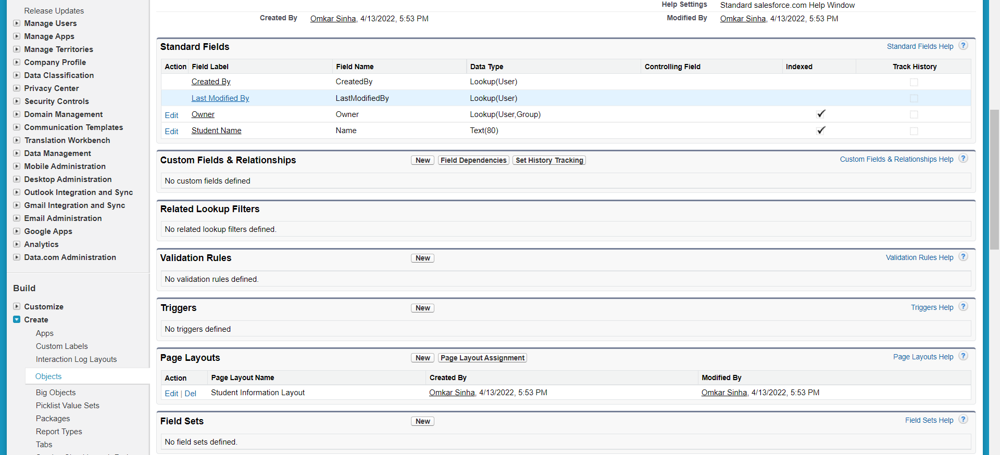 Release Updates
Manage Users
Manage Apps
Manage Territories
Company Profile
Data Classification
Privacy Center
Security Controls
Domain Management
Communication Templates
Translation Workbench
Data Management
Mobile Administration
Desktop Administration
Outlook Integration and Sync
Gmail Integration and Sync
Email Administration
Google Apps
Analytics
Data.com Administration
Build
Customize
Create
Apps
Custom Labels
Interaction Log Layouts
Objects
Big Objects
Picklist Value Sets
Packages
Report Types
Tabs
Help Settings Standard salesforce.com Help Window
Created By Omkar Sinha, 4/13/2022, 5:53 PM Modified By Omkar Sinha, 4/13/2022, 5:53 PM
Standard Fields Standard Fields Help ?
Action Field Label Field Name Data Type Controlling Field Indexed Track History
Created By CreatedBy Lookup(User)
Last Modified By LastModifiedBy Lookup(User)
Edit Owner Owner Lookup(User,Group)
Edit Student Name Name Text(80)
Custom Fields & Relationships New Field Dependencies Set History Tracking Custom Fields & Relationships Help ?
No custom fields defined
Related Lookup Filters
No related lookup filters defined.
Validation Rules New Validation Rules Help ?
No validation rules defined.
Triggers New Triggers Help ?
No triggers defined
Page Layouts New Page Layout Assignment Page Layouts Help ?
Action Page Layout Name Created By Modified By
Edit | Del Student Information Layout Omkar Sinha, 4/13/2022, 5:53 PM Omkar Sinha, 4/13/2022, 5:53 PM
Field Sets New Field Sets Help ?
No field sets defined.